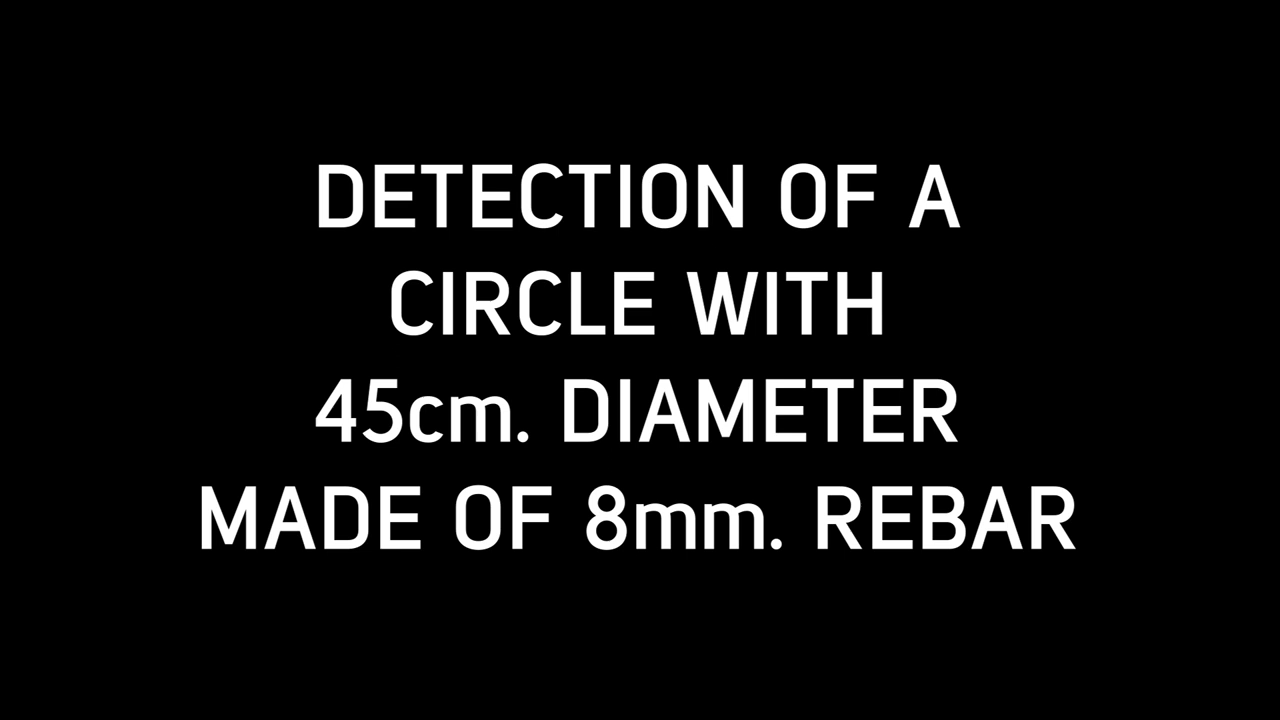 DETECTION OF A
CIRCLE WITH
45cm. DIAMETER
MADE OF 8mm. REBAR